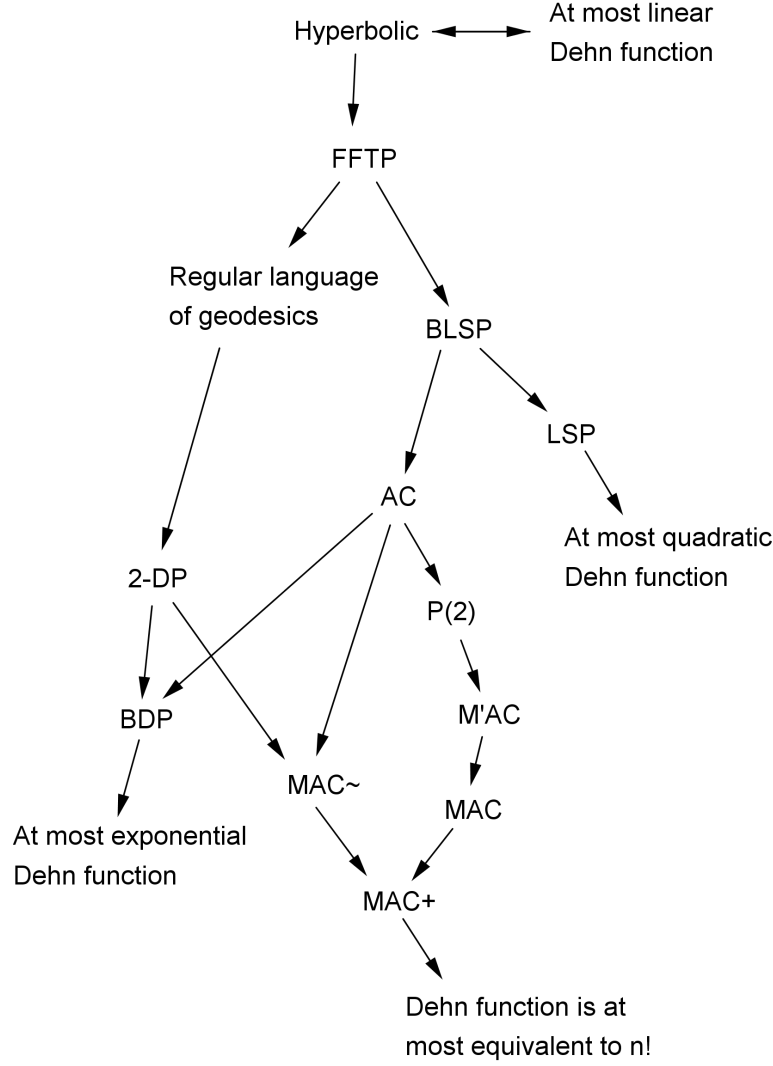 Hyperbolic
At most linear
Dehn function
FFTP
Regular language
of geodesics
BLSP
LSP
AC
At most quadratic
Dehn function
2-DP
P(2)
BDP
M'AC
MAC~
MAC
At most exponential
Dehn function
MAC+
Dehn function is at
most equivalent to n!